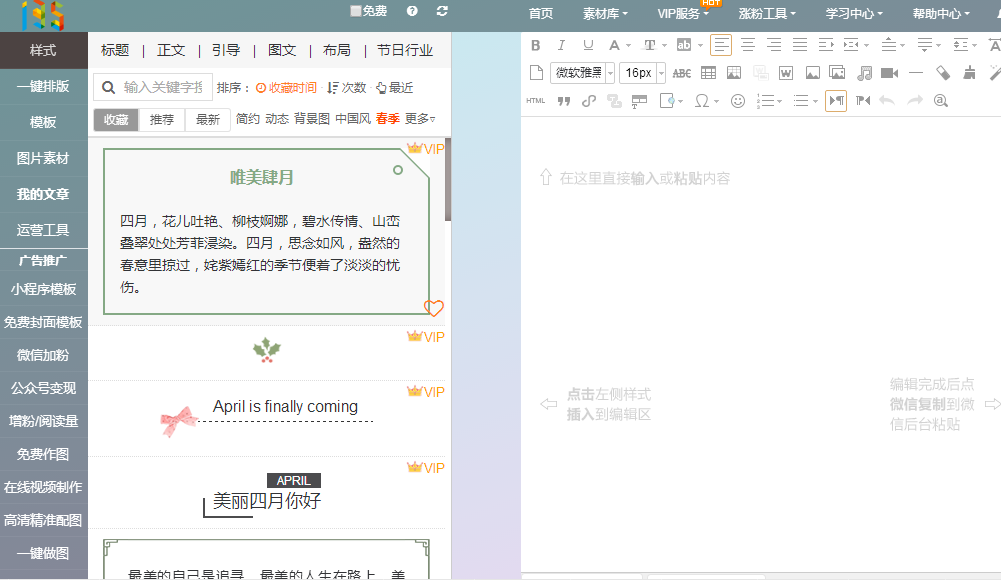 135
免费
首页 素材库 VIP服务 HOT 涨粉工具 学习中心 帮助中心
样式
一键排版
模板
图片素材
我的文章
运营工具
广告推广
小程序模板
免费封面模板
微信加粉
公众号变现
增粉/阅读量
免费作图
在线视频制作
高清精准配图
一键做图
标题 | 正文 | 引导 | 图文 | 布局 | 节日行业
输入关键字搜 排序： 收藏时间 次数 最近
收藏 推荐 最新 简约 动态 背景图 中国风 春季 更多
VIP
唯美肆月
四月，花儿吐艳、柳枝婀娜，碧水传情、山峦
叠翠处处芳菲浸染。四月，思念如风，盎然的
春意里掠过，姹紫嫣红的季节便着了淡淡的忧
伤。
VIP
VIP
April is finally coming
VIP
APRIL
美丽四月你好
最美的自己是追寻，最美的人生在路上，美
B I U A T ab
微软雅黑 16px ABC W
HTML
在这里直接输入或粘贴内容
点击左侧样式
插入到编辑区
编辑完成后点
微信复制到微
信后台粘贴